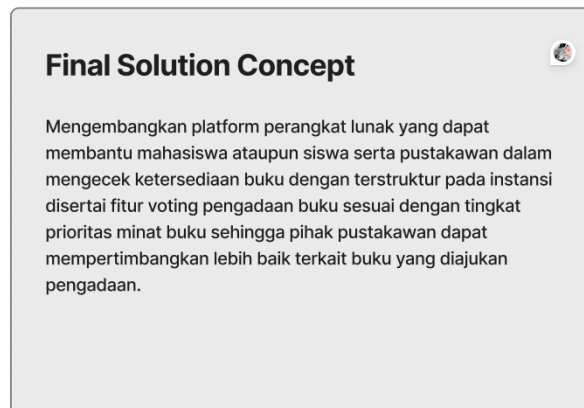 Final Solution Concept
Mengembangkan platform perangkat lunak yang dapat
membantu mahasiswa ataupun siswa serta pustakawan dalam
mengecek ketersediaan buku dengan terstruktur pada instansi
disertai fitur voting pengadaan buku sesuai dengan tingkat
prioritas minat buku sehingga pihak pustakawan dapat
mempertimbangkan lebih baik terkait buku yang diajukan
pengadaan.